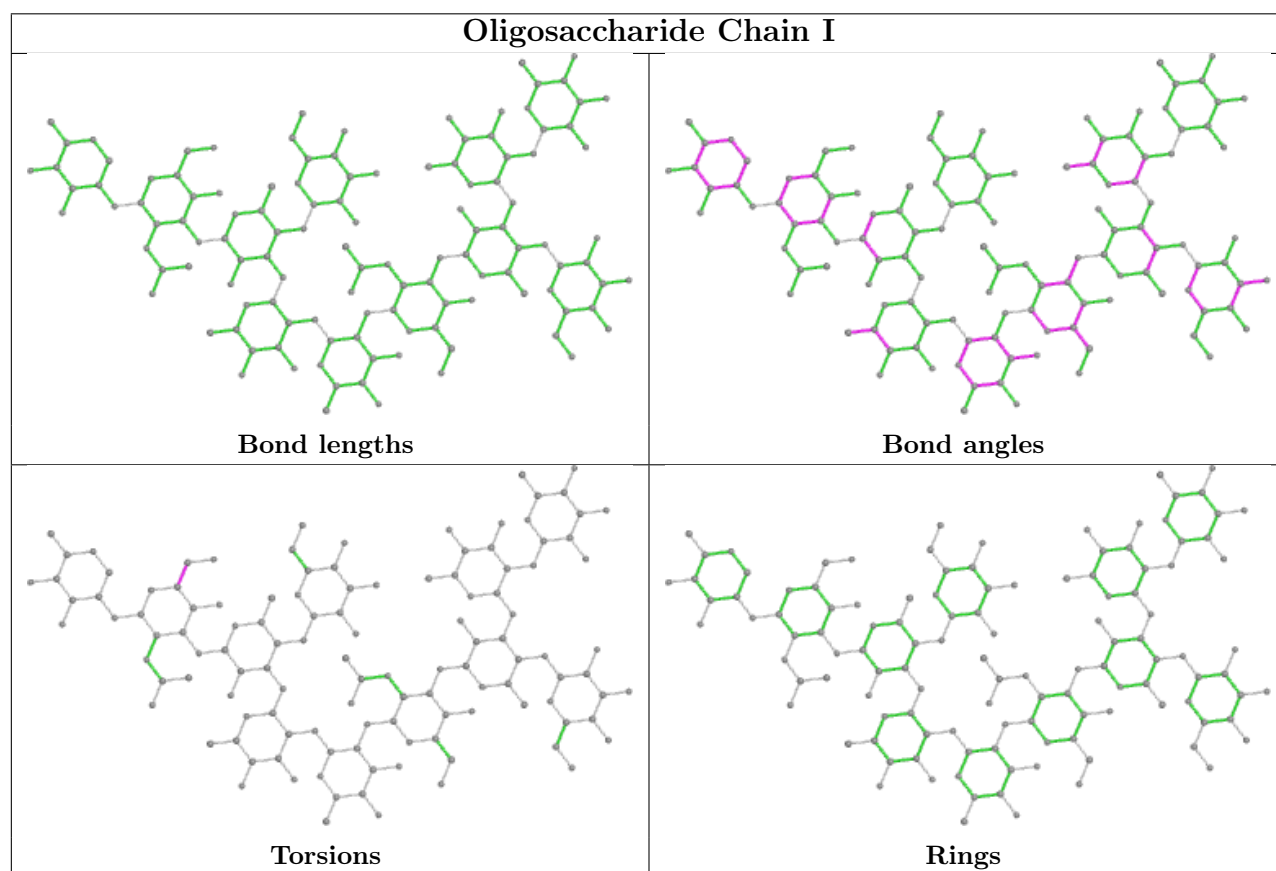 Oligosaccharide Chain I
Bond lengths
Bond angles
Torsions
Rings